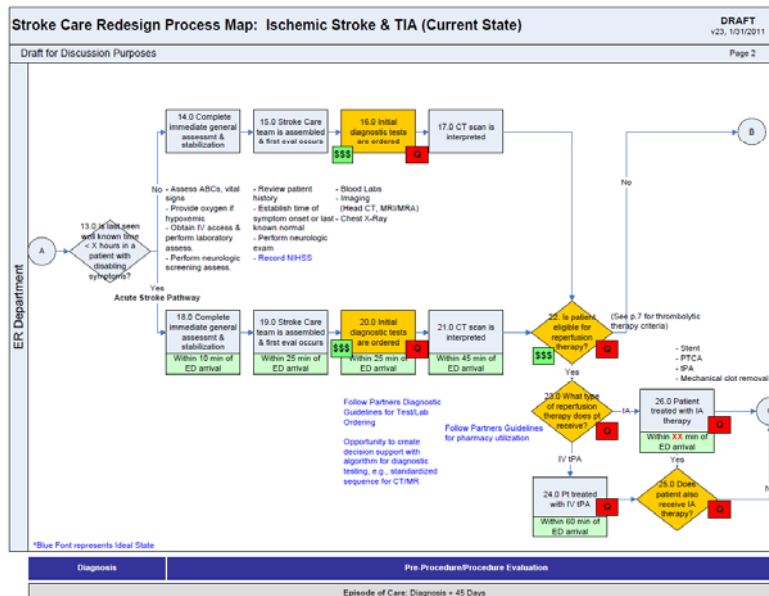 Stroke Care Redesign Process Map: Ischemic Stroke & TIA (Current State)
DRAFT
v23, 1/31/2011
Draft for Discussion Purposes
Page 2
ER Department
14.0 Complete
immediate general
assessmt &
stabilization
15.0 Stroke Care
team is assembled
& first eval occurs
16.0 Initial
diagnostic tests
are ordered
$$$
Q
17.0 CT scan is
interpreted
B
No
- Assess ABCs, vital
signs
- Provide oxygen if
hypoxemic
- Obtain IV access &
perform laboratory
assess.
- Perform neurologic
screening assess.
- Review patient
history
- Establish time of
symptom onset or last
known normal
- Perform neurologic
exam
- Record NIHSS
- Blood Labs
- Imaging
(Head CT, MRI/MRA)
- Chest X-Ray
No
A
13.0 Is last seen
well known time
< X hours in a
patient with
disabling
symptoms?
Yes
Acute Stroke Pathway
18.0 Complete
immediate general
assessmt &
stabilization
Within 10 min of
ED arrival
19.0 Stroke Care
team is assembled
& first eval occurs
Within 25 min of
ED arrival
20.0 Initial
diagnostic tests
are ordered
$$$
Q
Within 25 min of
ED arrival
21.0 CT scan is
interpreted
Within 45 min of
ED arrival
22. Is patient
eligible for
reperfusion
therapy?
$$$
Q
(See p.7 for thrombolytic
therapy criteria)
Yes
- Stent
- PTCA
- tPA
- Mechanical clot removal
Follow Partners Diagnostic
Guidelines for Test/Lab
Ordering
Opportunity to create
decision support with
algorithm for diagnostic
testing, e.g., standardized
sequence for CT/MR
Follow Partners Guidelines
for pharmacy utilization
23.0 What type
of reperfusion
therapy does pt
receive?
Q
IA
26.0 Patient
treated with IA
therapy
Q
Within XX min of
ED arrival
IV tPA
Yes
24.0 Pt treated
with IV tPA
Q
Within 60 min of
ED arrival
25.0 Does
patient also
receive IA
therapy?
Q
*Blue Font represents Ideal State
Diagnosis
Pre-Procedure/Procedure Evaluation
Episode of Care: Diagnosis + 45 Days